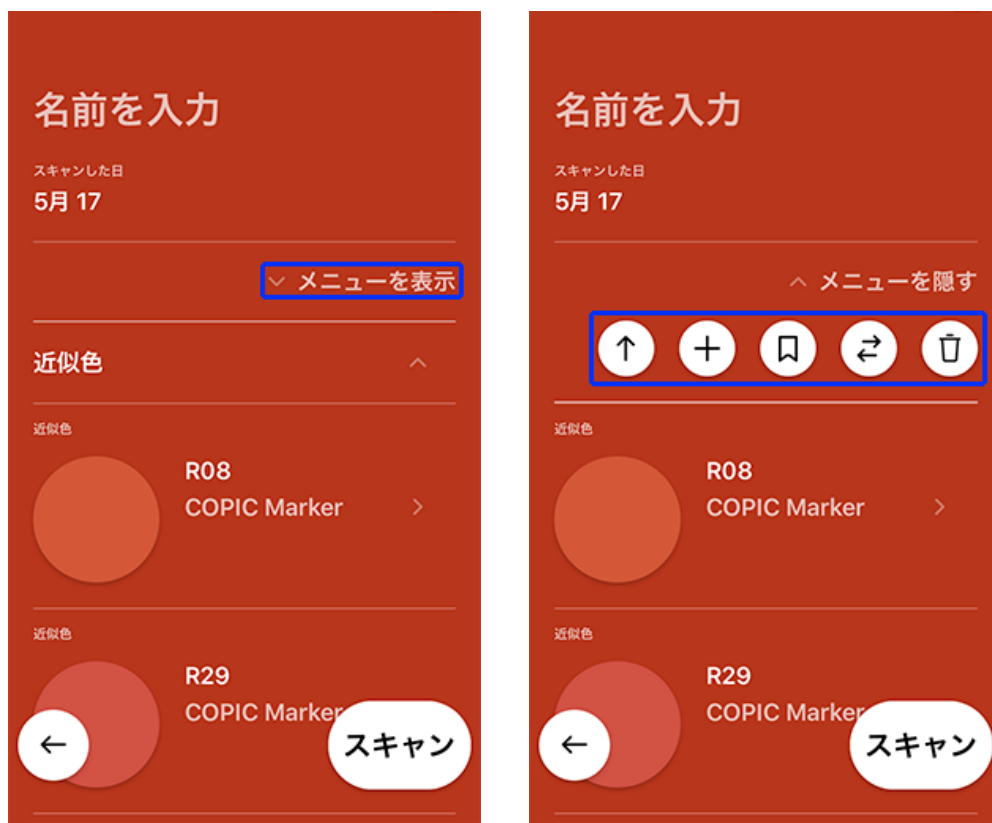 名前を入力
スキャンした日
5月 17
メニューを表示
近似色
近似色
R08
COPIC Marker
近似色
R29
COPIC Marker
スキャン
名前を入力
スキャンした日
5月 17
メニューを隠す
近似色
R08
COPIC Marker
近似色
R29
COPIC Marker
スキャン